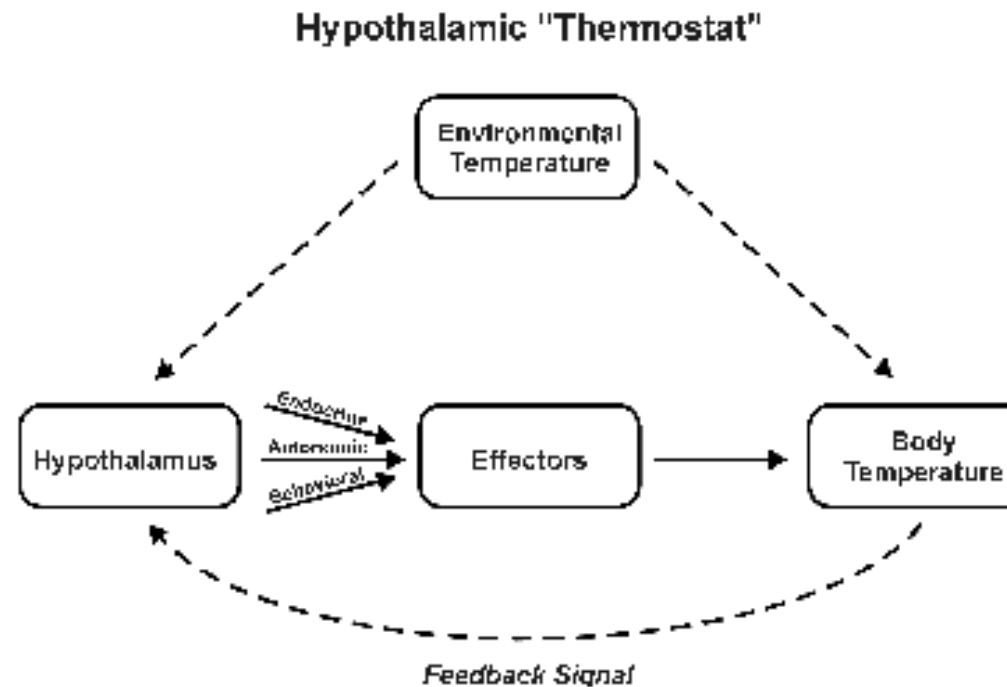 Hypothalamic "Thermostat"
Environmental
Temperature
Hypothalamus
Endocrine
Autonomic
Behavioral
Effectors
Body
Temperature
Feedback Signal